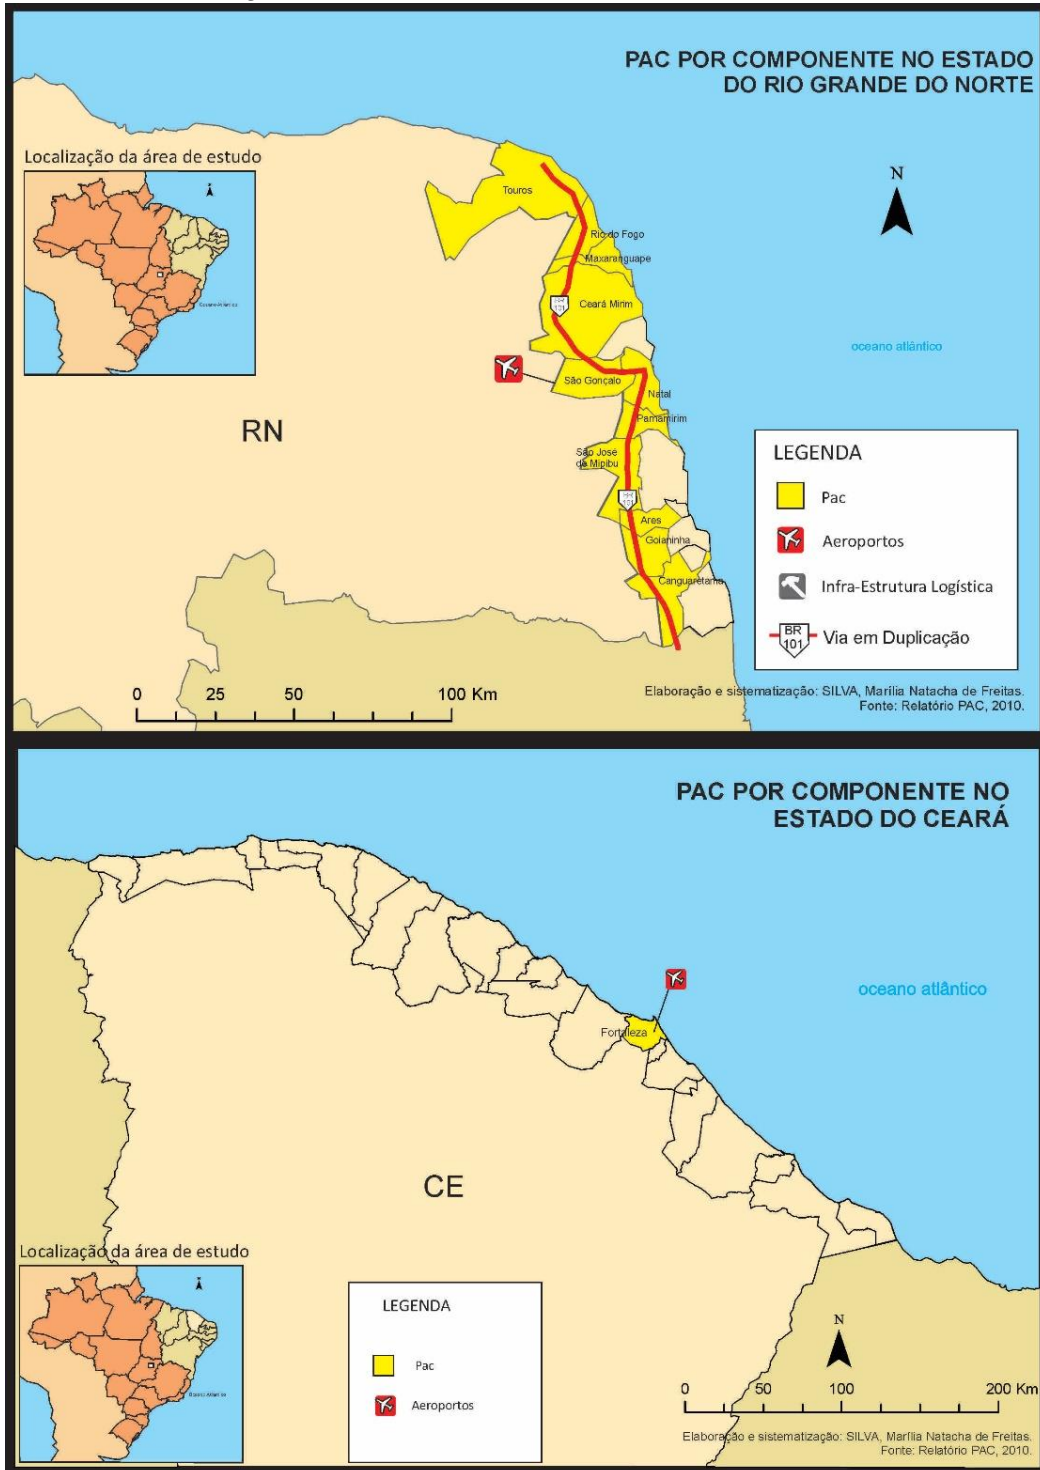 PAC POR COMPONENTE NO ESTADO
DO RIO GRANDE DO NORTE
Localização da área de estudo
N
Touros
Rio do Fogo
Maxaranguape
BR
101
Ceará Mirim
oceano atlântico
São Gonçalo
Natal
Parnamirim
RN
São José
de Mipibu
BR
101
Ares
Goianinha
Canguaretama
LEGENDA
Pac
Aeroportos
Infra-Estrutura Logística
BR
101
Via em Duplicação
0 25 50 100 Km
Elaboração e sistematização: SILVA, Marília Natacha de Freitas.
Fonte: Relatório PAC, 2010.
PAC POR COMPONENTE NO
ESTADO DO CEARÁ
oceano atlântico
Fortaleza
CE
Localização da área de estudo
LEGENDA
Pac
Aeroportos
N
0 50 100 200 Km
Elaboração e sistematização: SILVA, Marília Natacha de Freitas.
Fonte: Relatório PAC, 2010.